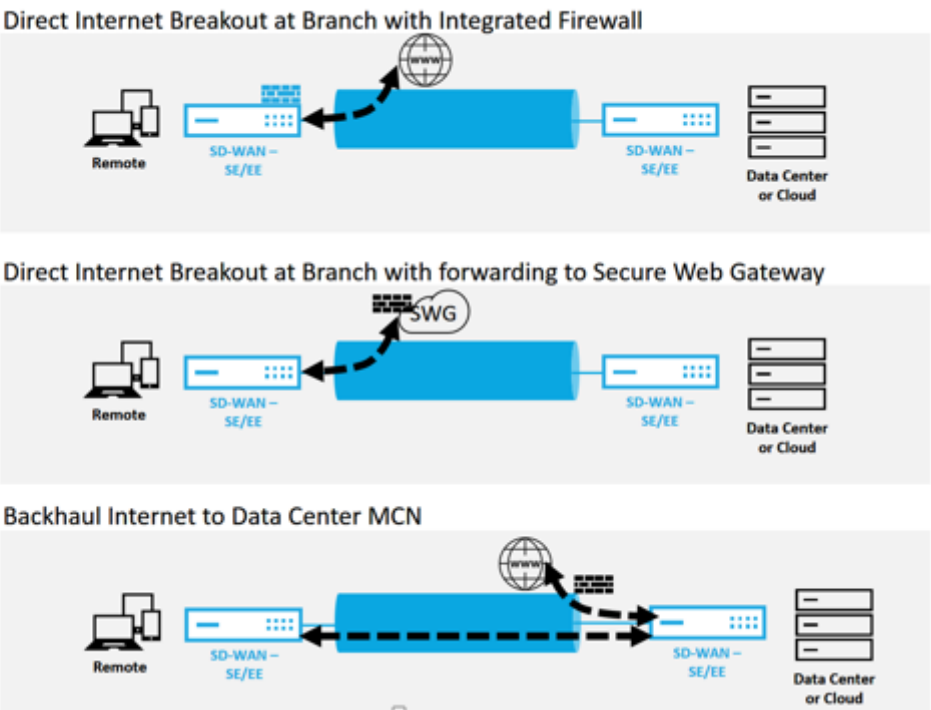 Direct Internet Breakout at Branch with Integrated Firewall
www
Remote
SD-WAN –
SE/EE
SD-WAN –
SE/EE
Data Center
or Cloud
Direct Internet Breakout at Branch with forwarding to Secure Web Gateway
SWG
Remote
SD-WAN –
SE/EE
SD-WAN –
SE/EE
Data Center
or Cloud
Backhaul Internet to Data Center MCN
www
Remote
SD-WAN –
SE/EE
SD-WAN –
SE/EE
Data Center
or Cloud